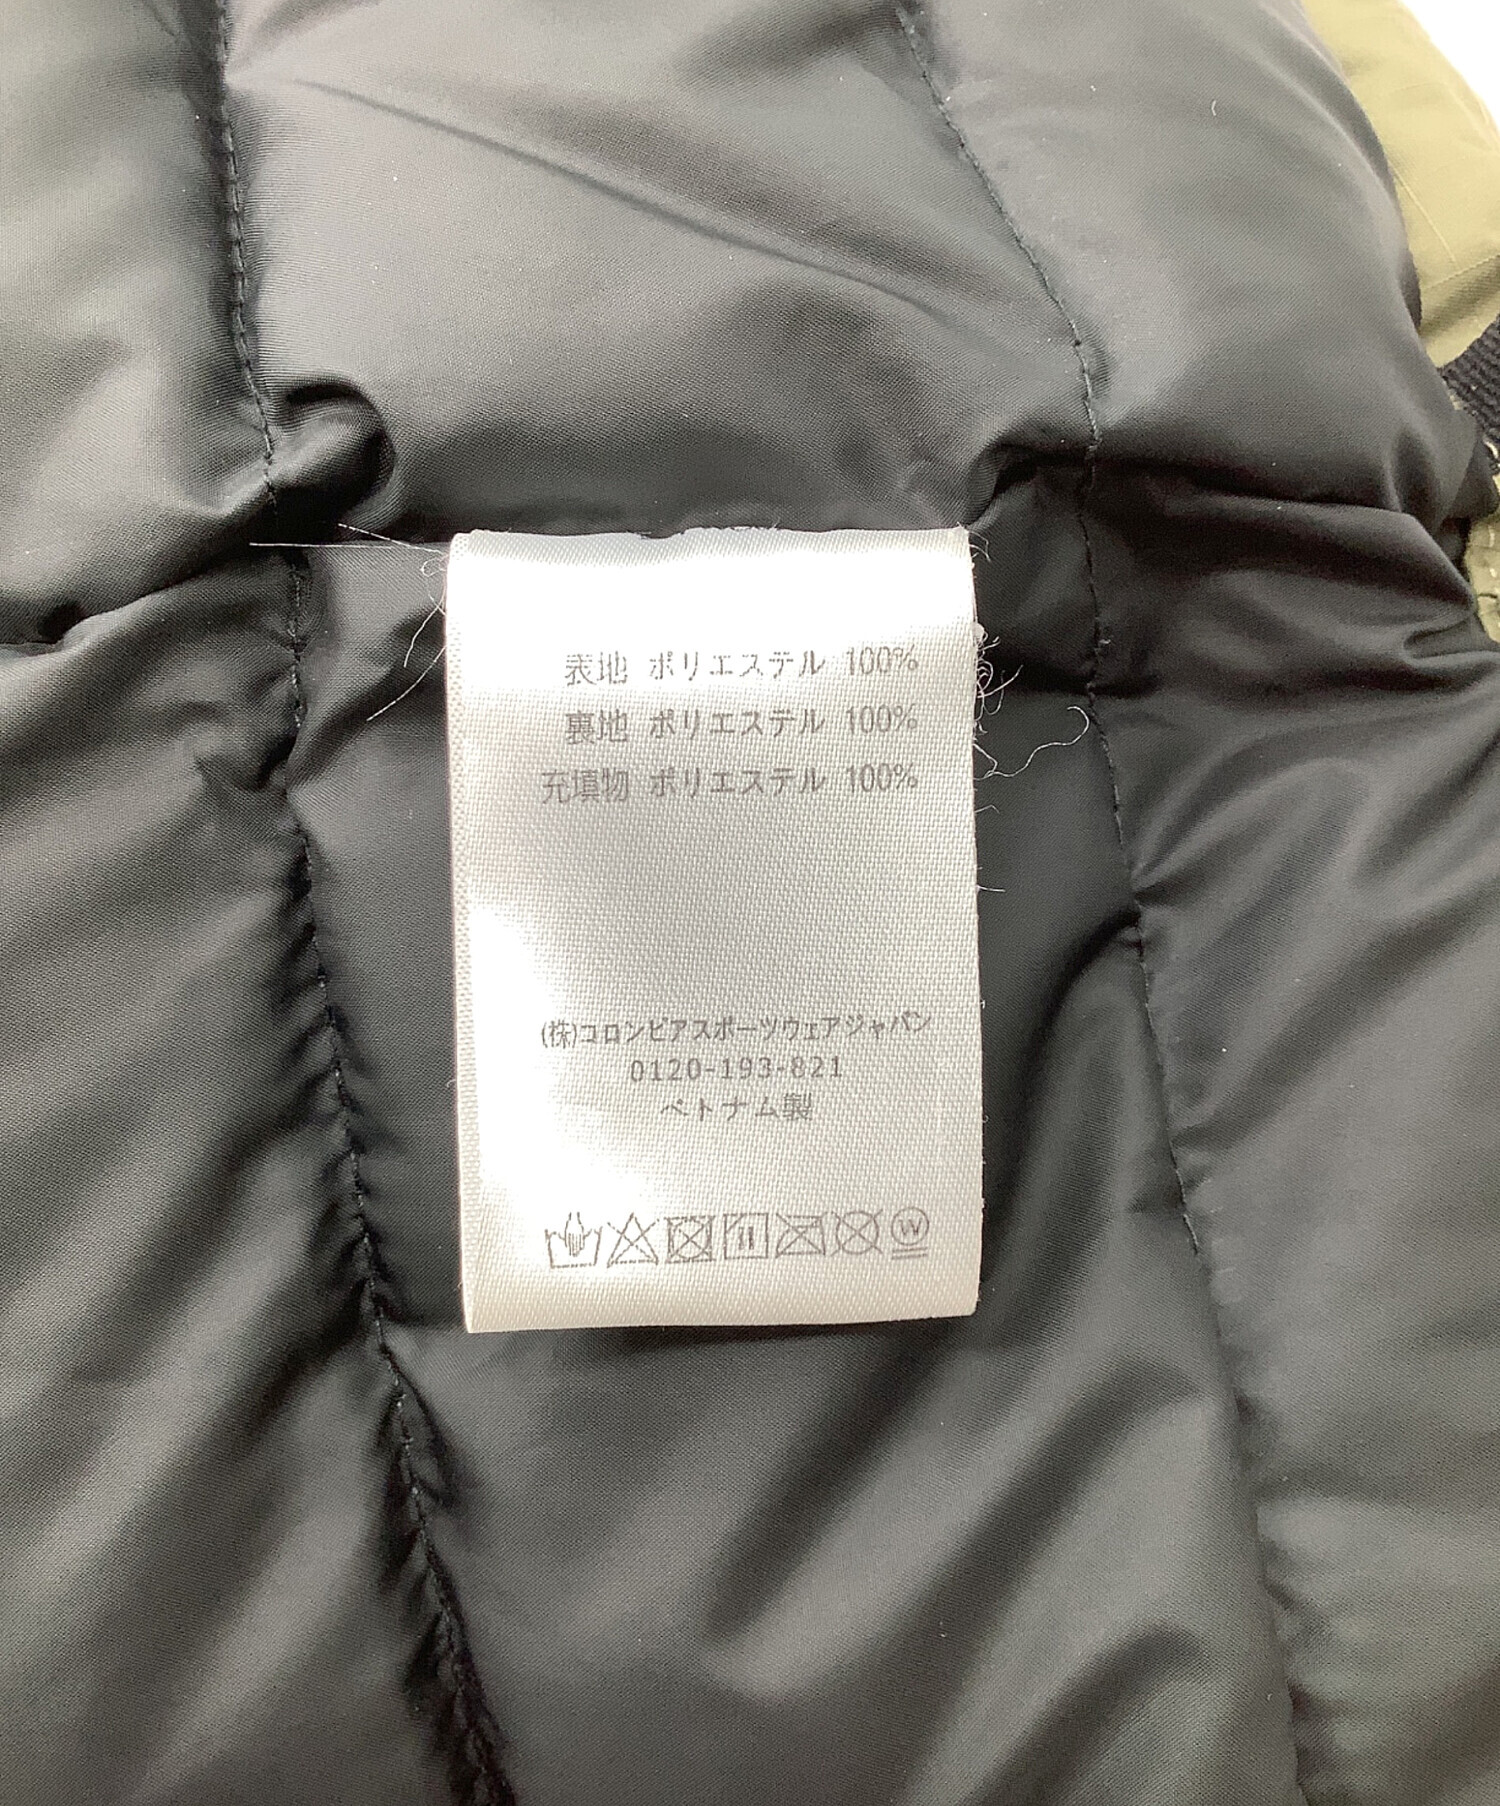 表地 ポリエステル 100%
裏地 ポリエステル 100%
充填物 ポリエステル 100%
(株)コロンビアスポーツウェアジャパン
0120-193-821
ベトナム製
W